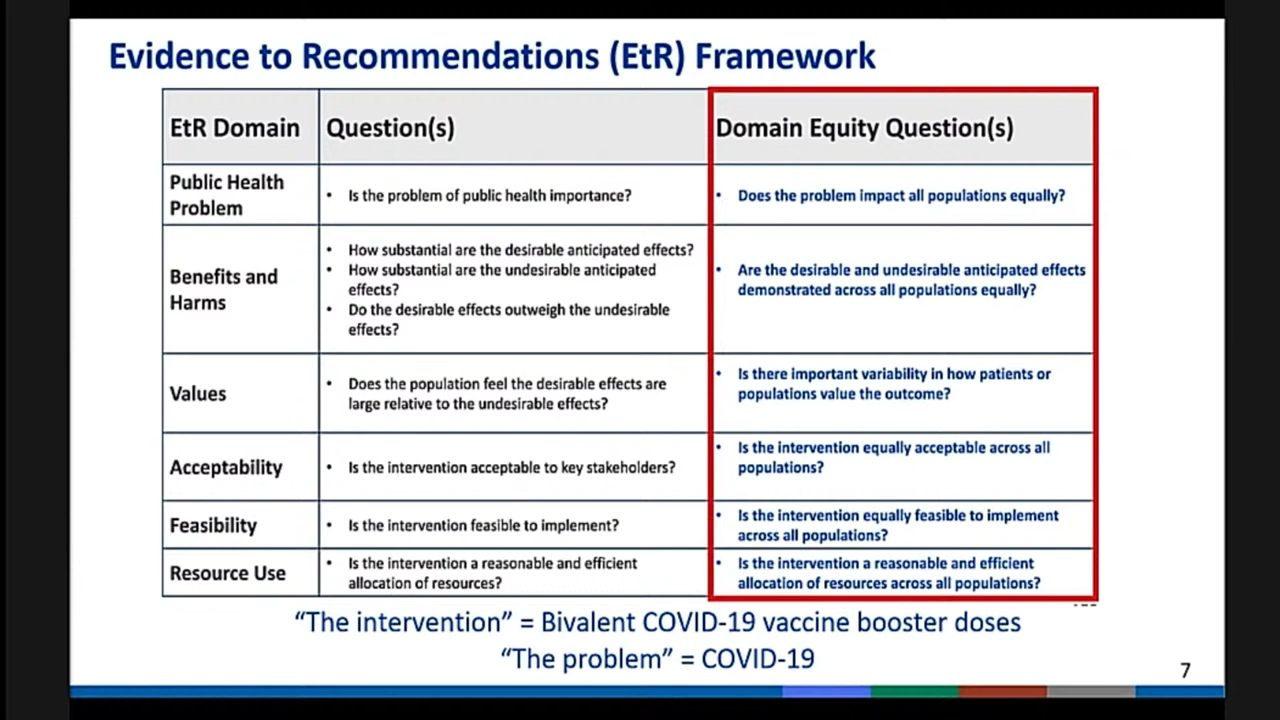 Evidence to Recommendations (EtR) Framework
EtR Domain
Question(s)
Domain Equity Question(s)
Public Health
Problem
• Is the problem of public health importance?
• Does the problem impact all populations equally?
Benefits and
Harms
• How substantial are the desirable anticipated effects?
• How substantial are the undesirable anticipated
effects?
• Do the desirable effects outweigh the undesirable
effects?
• Are the desirable and undesirable anticipated effects
demonstrated across all populations equally?
Values
• Does the population feel the desirable effects are
large relative to the undesirable effects?
• Is there important variability in how patients or
populations value the outcome?
Acceptability
• Is the intervention acceptable to key stakeholders?
• Is the intervention equally acceptable across all
populations?
Feasibility
• Is the intervention feasible to implement?
• Is the intervention equally feasible to implement
across all populations?
Resource Use
• Is the intervention a reasonable and efficient
allocation of resources?
• Is the intervention a reasonable and efficient
allocation of resources across all populations?
“The intervention” = Bivalent COVID-19 vaccine booster doses
“The problem” = COVID-19
7